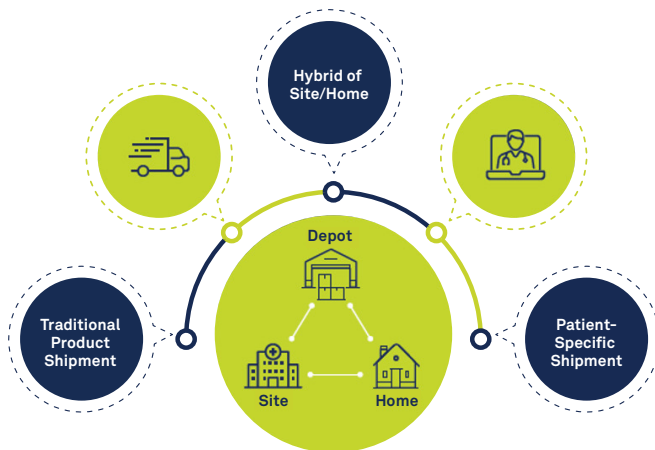 Hybrid of
Site/Home
Depot
Traditional
Product
Shipment
Patient-
Specific
Shipment
Site
Home